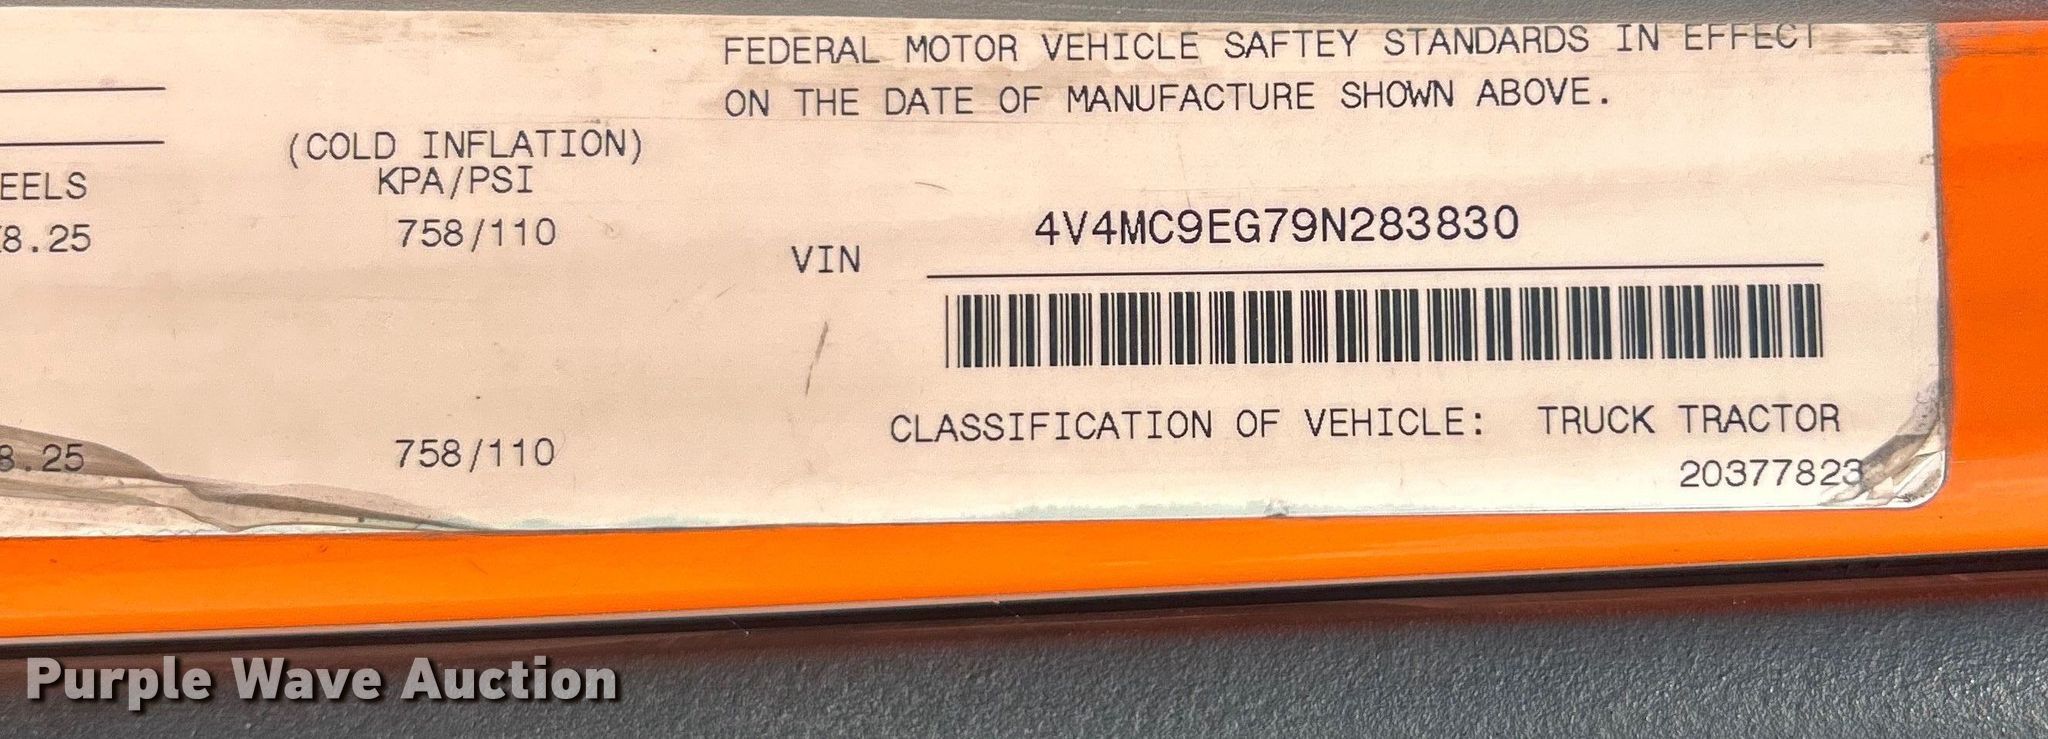 FEDERAL MOTOR VEHICLE SAFTEY STANDARDS IN EFFECT
ON THE DATE OF MANUFACTURE SHOWN ABOVE.
(COLD INFLATION)
EELS KPA/PSI
8.25 758/110
VIN 4V4MC9EG79N283830
CLASSIFICATION OF VEHICLE: TRUCK TRACTOR
8.25 758/110
20377823
Purple Wave Auction